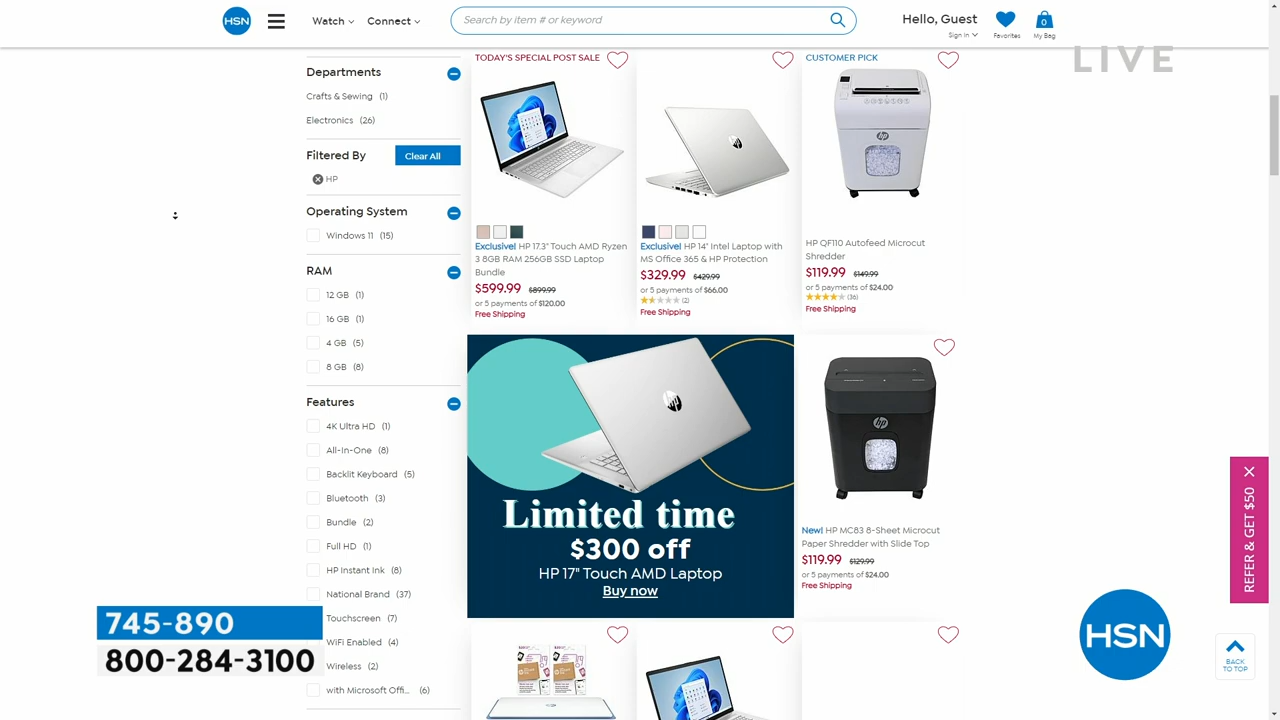 HSN
Watch
Connect
Search by item # or keyword
Hello, Guest
Sign In
Favorites
0
My Bag
LIVE
Departments
Crafts & Sewing (1)
Electronics (26)
Filtered By
Clear All
HP
Operating System
Windows 11 (15)
RAM
12 GB (1)
16 GB (1)
4 GB (5)
8 GB (8)
Features
4K Ultra HD (1)
All-In-One (8)
Backlit Keyboard (5)
Bluetooth (3)
Bundle (2)
Full HD (1)
HP Instant Ink (8)
National Brand (37)
Touchscreen (7)
WiFi Enabled (4)
Wireless (2)
with Microsoft Offi... (6)
TODAY'S SPECIAL POST SALE
Exclusive! HP 17.3" Touch AMD Ryzen
3 8GB RAM 256GB SSD Laptop
Bundle
$599.99 $899.99
or 5 payments of $120.00
Free Shipping
hp
Exclusive! HP 14" Intel Laptop with
MS Office 365 & HP Protection
$329.99 $429.99
or 5 payments of $66.00
(2)
Free Shipping
CUSTOMER PICK
hp
HP QF110 Autofeed Microcut
Shredder
$119.99 $149.99
or 5 payments of $24.00
(36)
Free Shipping
hp
Limited time
$300 off
HP 17" Touch AMD Laptop
Buy now
hp
New! HP MC83 8-Sheet Microcut
Paper Shredder with Slide Top
$119.99 $129.99
or 5 payments of $24.00
Free Shipping
REFER & GET $50
745-890
800-284-3100
HSN
BACK
TO TOP